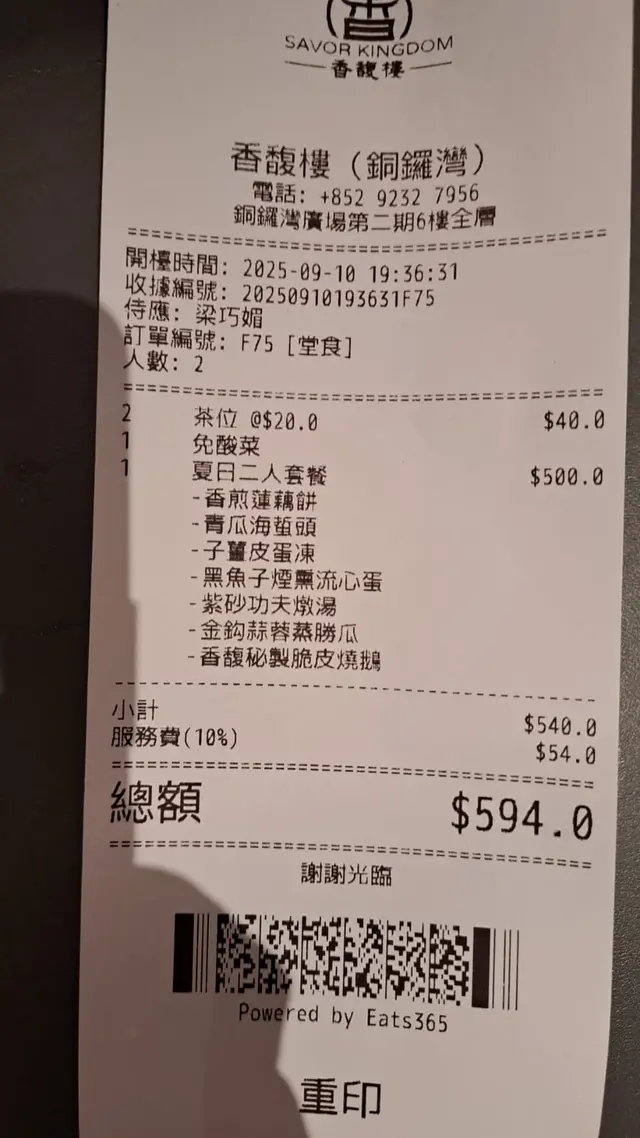 香
SAVOR KINGDOM
香馥樓
香馥樓 (銅鑼灣)
電話: +852 9232 7956
銅鑼灣廣場第二期6樓全層
開檯時間: 2025-09-10 19:36:31
收據編號: 20250910193631F75
侍應: 梁巧媚
訂單編號: F75 [堂食]
人數: 2
2 茶位 @$20.0 $40.0
1 免酸菜
1 夏日二人套餐 $500.0
-香煎蓮藕餅
-青瓜海蜇頭
-子薑皮蛋凍
-黑魚子煙熏流心蛋
-紫砂功夫燉湯
-金鈎蒜蓉蒸勝瓜
-香馥秘製脆皮燒鵝
小計 $540.0
服務費(10%) $54.0
總額 $594.0
謝謝光臨
Powered by Eats365
重印